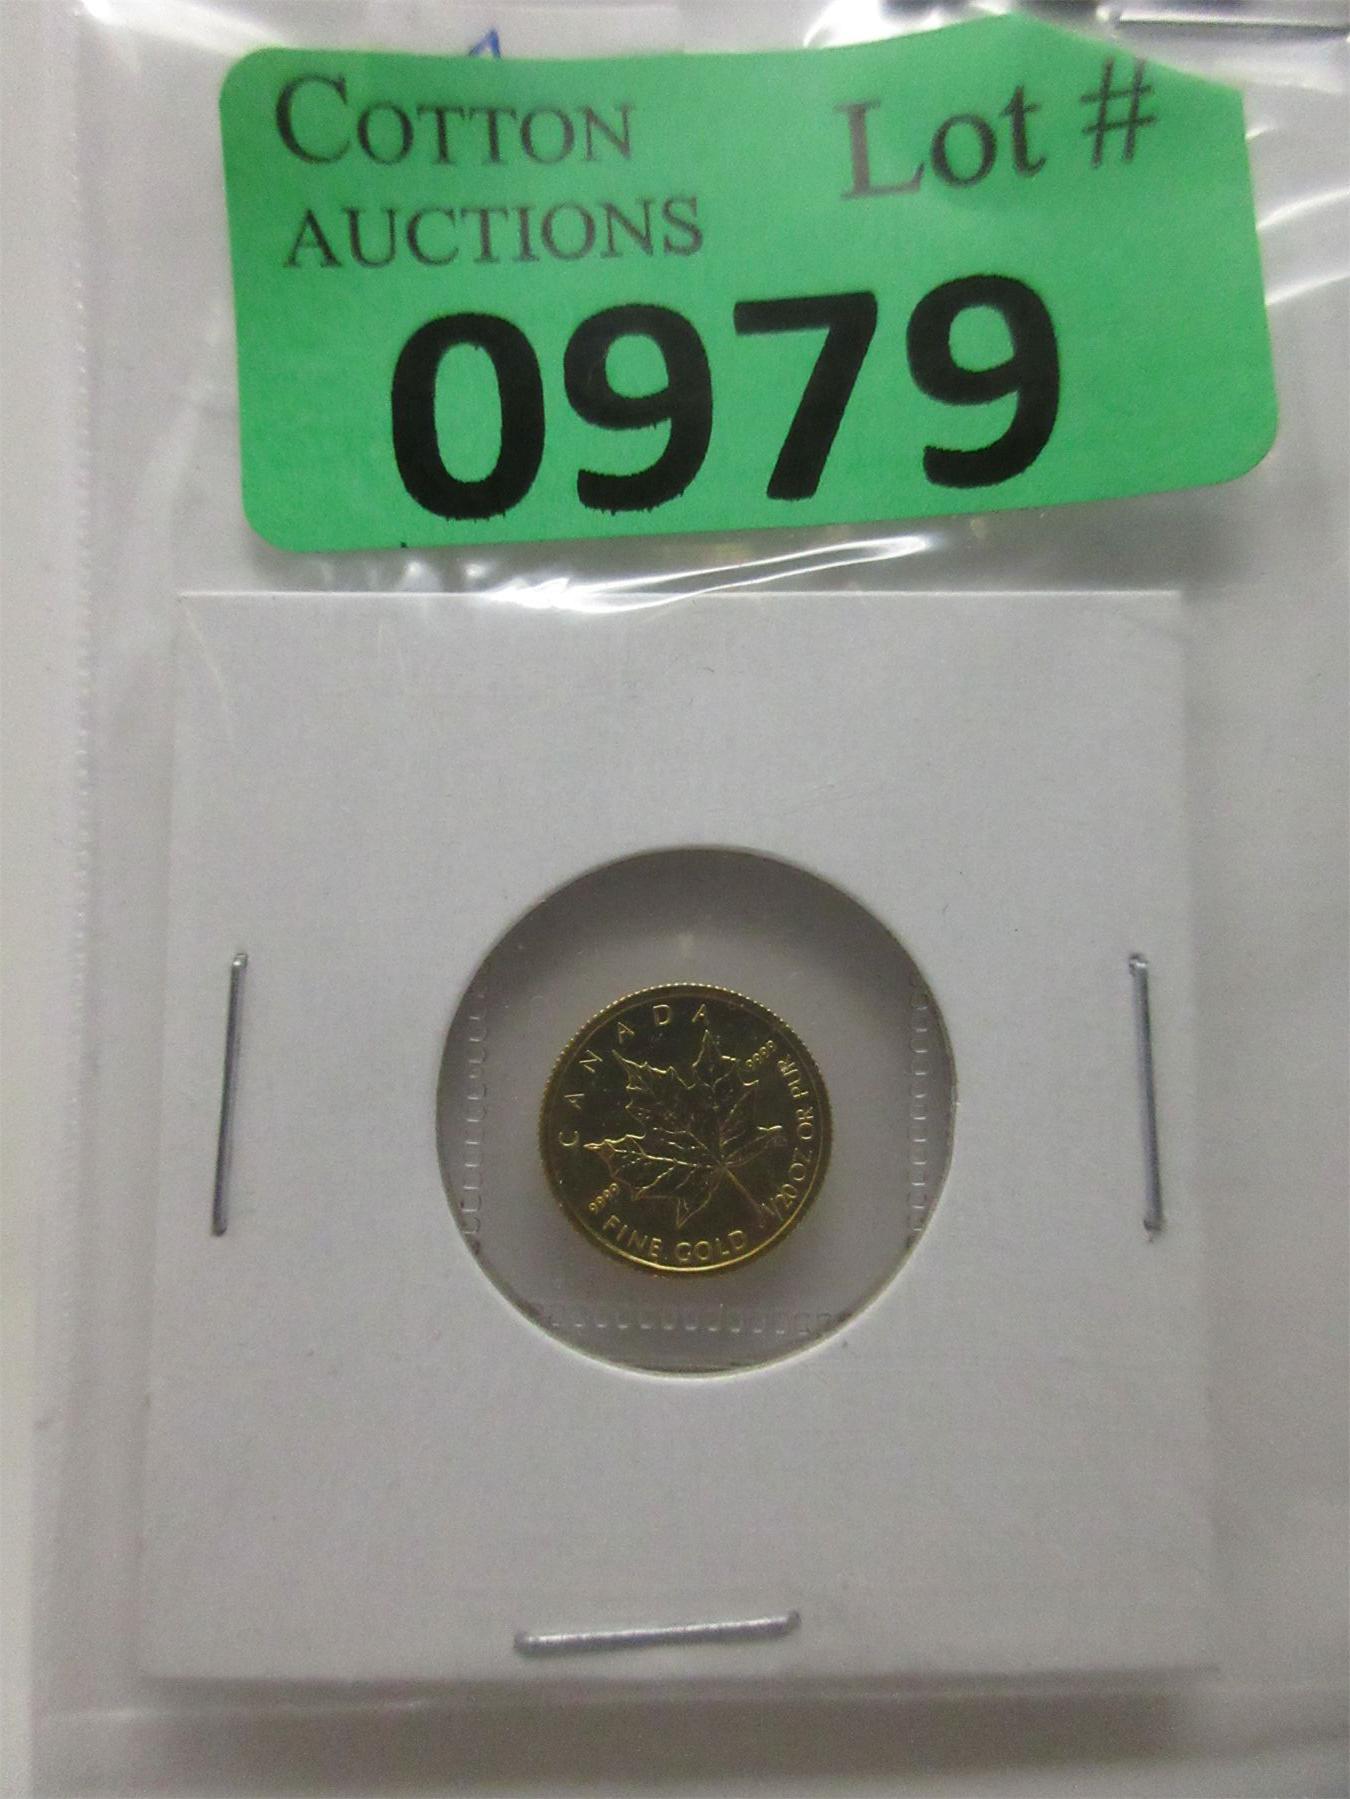 COTTON
AUCTIONS
Lot #
0979
CANADA
9999
9999
FINE GOLD 1/20 OZ OR PUR